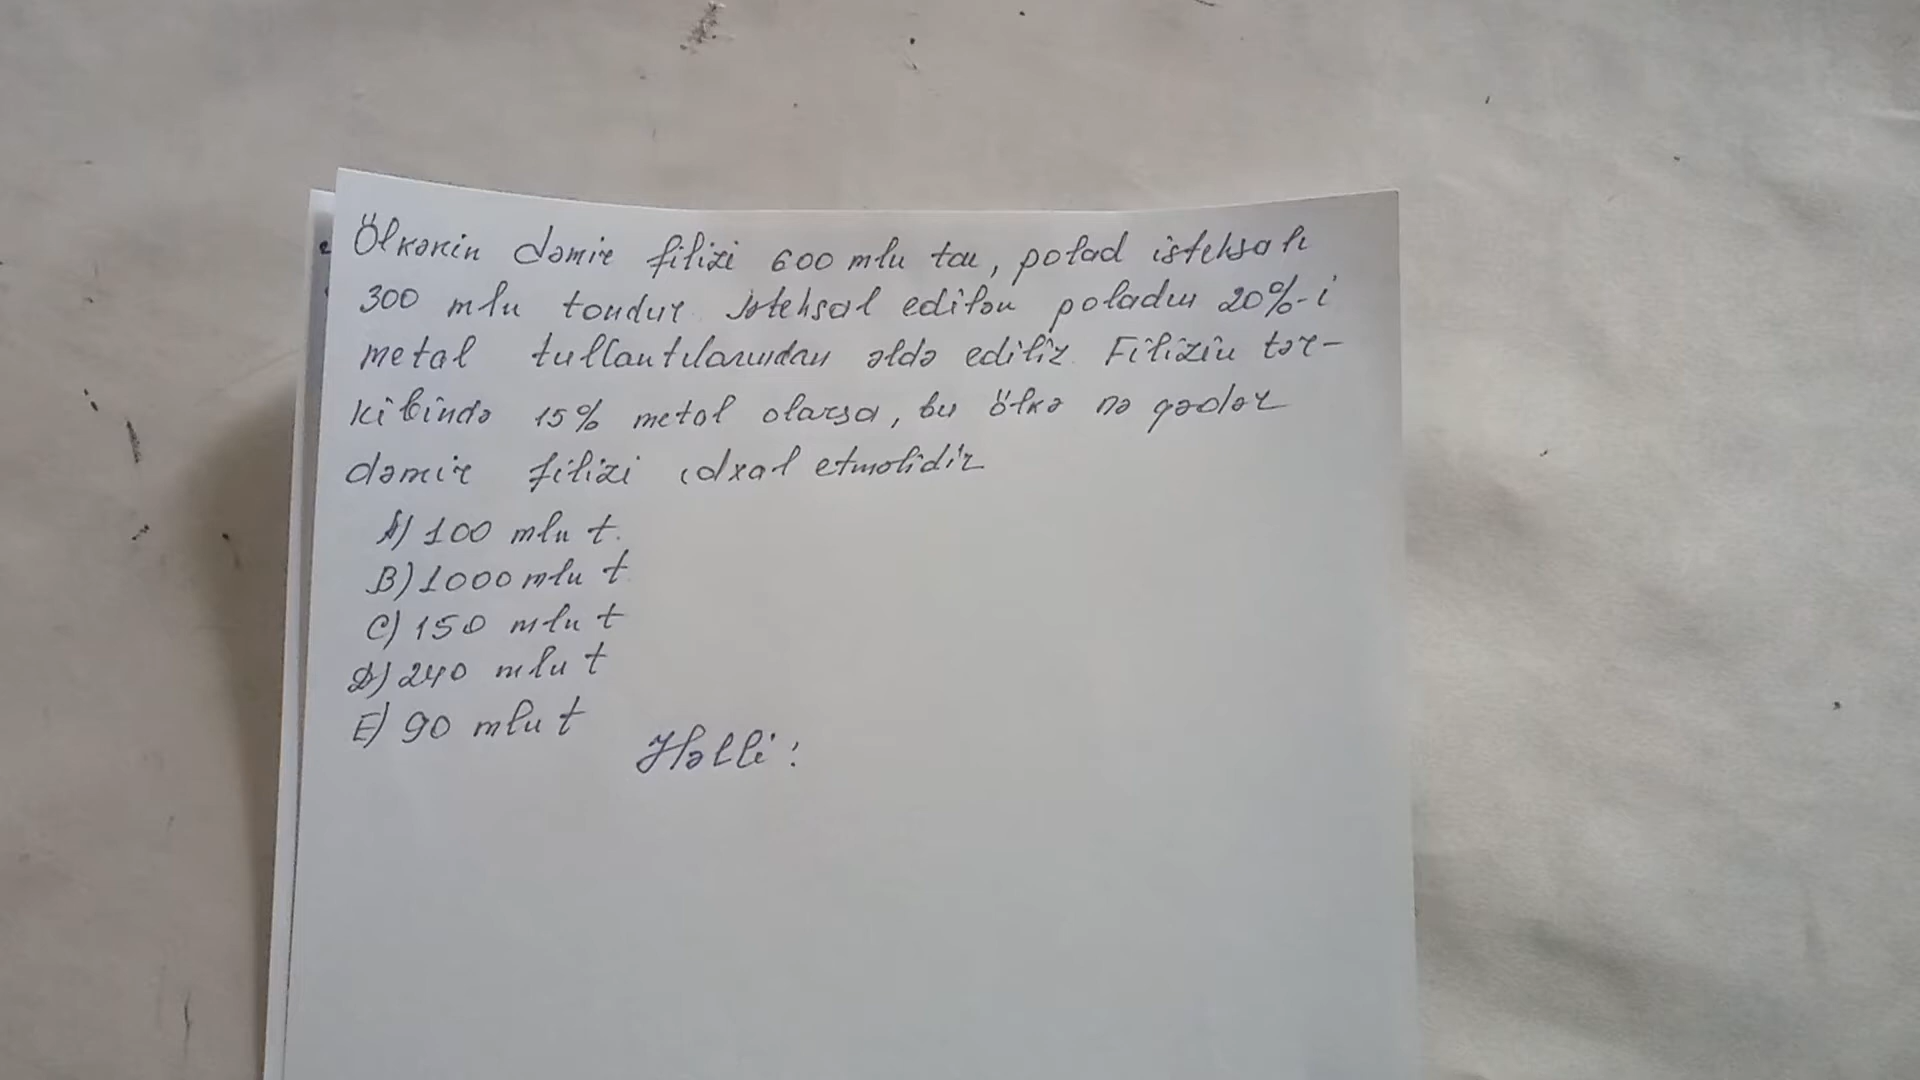 Ölkənin dəmir filizi 600 mln ton, polad istehsalı
300 mln tondur. İstehsal edilən poladın 20%-i
metal tullantılarından əldə edilir. Filizin tər-
kibində 15% metal olarsa, bu ölkə nə qədər
dəmir filizi idxal etməlidir
A) 100 mln t.
B) 1000 mln t.
C) 150 mln t
D) 240 mln t
E) 90 mln t
Həlli: